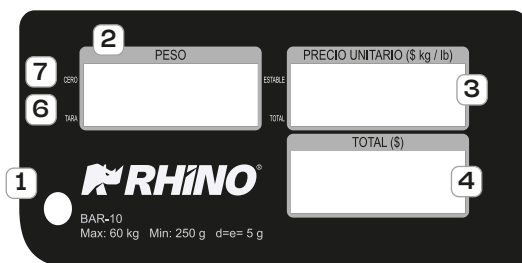 2
PESO
PRECIO UNITARIO ($ kg / lb)
7
CERO
ESTABLE
3
6
TARA
TOTAL
TOTAL ($)
1
RHINO®
4
BAR-10
Max: 60 kg Min: 250 g d=e= 5 g